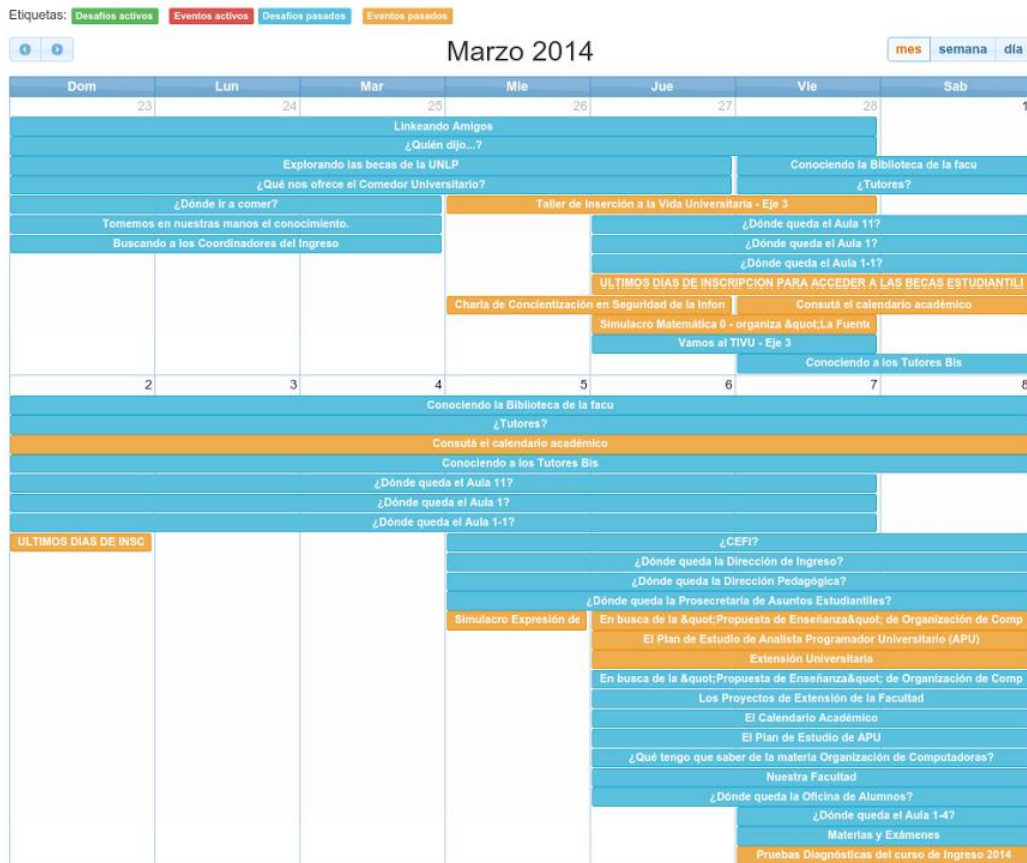 Etiquetas: Desafíos activos Eventos activos Desafíos pasados Eventos pasados
Marzo 2014
mes semana día
Dom Lun Mar Mie Jue Vie Sab
23 24 25 26 27 28 1
Linkeando Amigos
¿Quién dijo...?
Explorando las becas de la UNLP Conociendo la Biblioteca de la facu
¿Qué nos ofrece el Comedor Universitario? ¿Tutores?
¿Dónde ir a comer? Taller de Inserción a la Vida Universitaria - Eje 3
Tomemos en nuestras manos el conocimiento. ¿Dónde queda el Aula 11?
Buscando a los Coordinadores del Ingreso ¿Dónde queda el Aula 1?
¿Dónde queda el Aula 1-1?
ULTIMOS DÍAS DE INSCRIPCION PARA ACCEDER A LAS BECAS ESTUDIANTILI
Charla de Concientización en Seguridad de la Infon Consutá el calendario académico
Simulacro Matemática 0 - organiza &quot;La Fuente
Vamos al TIVU - Eje 3
Conociendo a los Tutores Bis
2 3 4 5 6 7 8
Conociendo la Biblioteca de la facu
¿Tutores?
Consutá el calendario académico
Conociendo a los Tutores Bis
¿Dónde queda el Aula 11?
¿Dónde queda el Aula 1?
¿Dónde queda el Aula 1-1?
ULTIMOS DÍAS DE INSC ¿CEFI?
¿Dónde queda la Dirección de Ingreso?
¿Dónde queda la Dirección Pedagógica?
¿Dónde queda la Prosecretaría de Asuntos Estudiantiles?
Simulacro Expresión de En busca de la &quot;Propuesta de Enseñanza&quot; de Organización de Comp
El Plan de Estudio de Analista Programador Universitario (APU)
Extensión Universitaria
En busca de la &quot;Propuesta de Enseñanza&quot; de Organización de Comp
Los Proyectos de Extensión de la Facultad
El Calendario Académico
El Plan de Estudio de APU
¿Qué tengo que saber de la materia Organización de Computadoras?
Nuestra Facultad
¿Dónde queda la Oficina de Alumnos?
¿Dónde queda el Aula 1-4?
Materias y Exámenes
Pruebas Diagnósticas del curso de Ingreso 2014